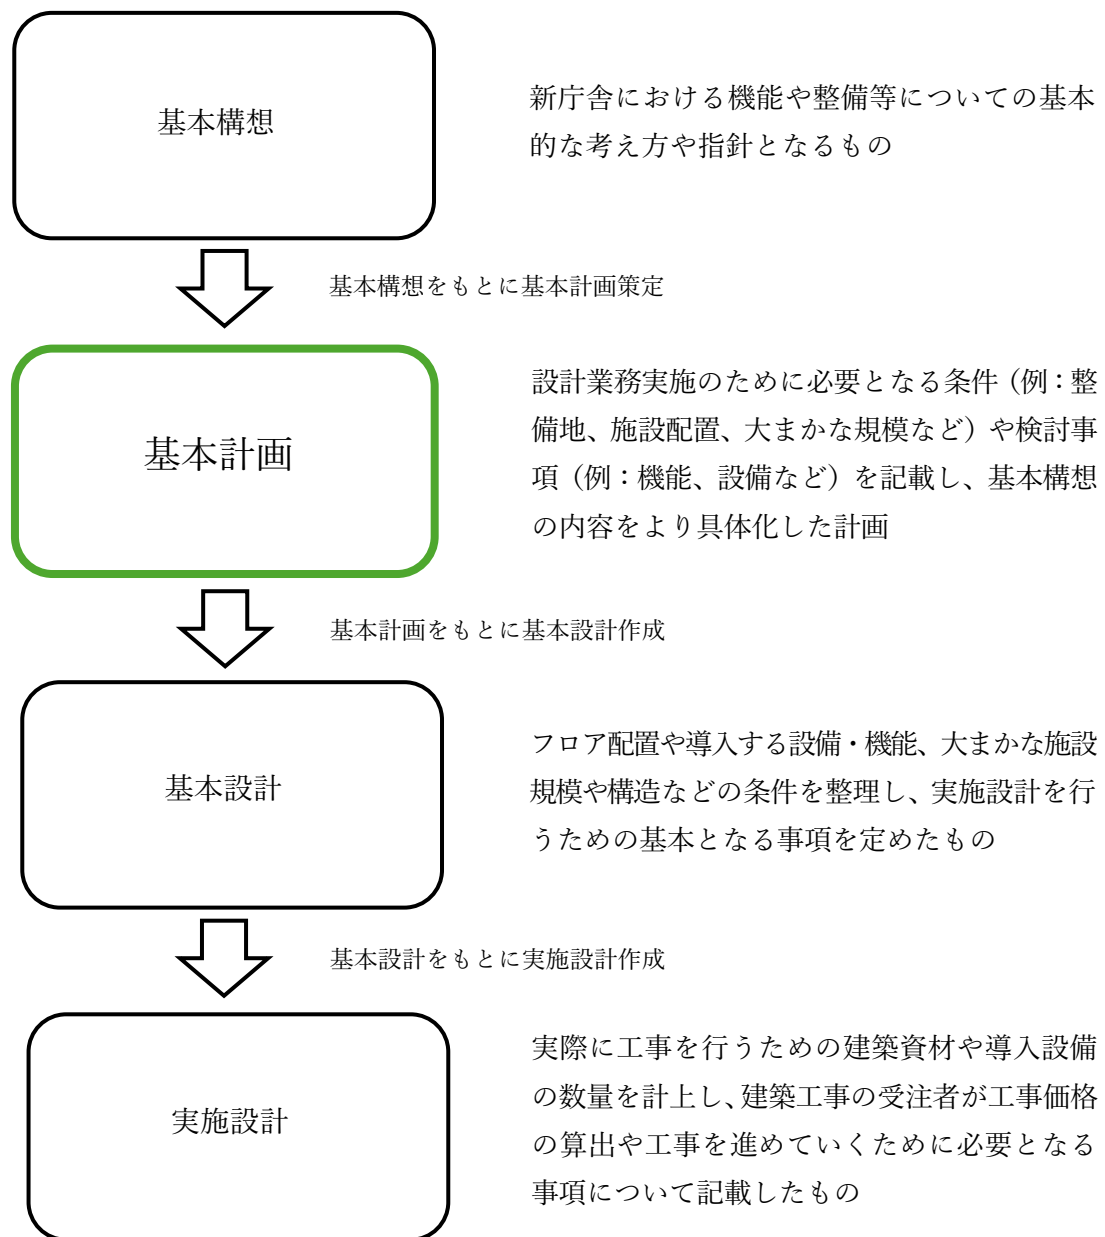 基本構想
新庁舎における機能や整備等についての基本
的な考え方や指針となるもの
基本構想をもとに基本計画策定
基本計画
設計業務実施のために必要となる条件（例：整
備地、施設配置、大まかな規模など）や検討事
項（例：機能、設備など）を記載し、基本構想
の内容をより具体化した計画
基本計画をもとに基本設計作成
基本設計
フロア配置や導入する設備・機能、大まかな施設
規模や構造などの条件を整理し、実施設計を行
うための基本となる事項を定めたもの
基本設計をもとに実施設計作成
実施設計
実際に工事を行うための建築資材や導入設備
の数量を計上し、建築工事の受注者が工事価格
の算出や工事を進めていくために必要となる
事項について記載したもの